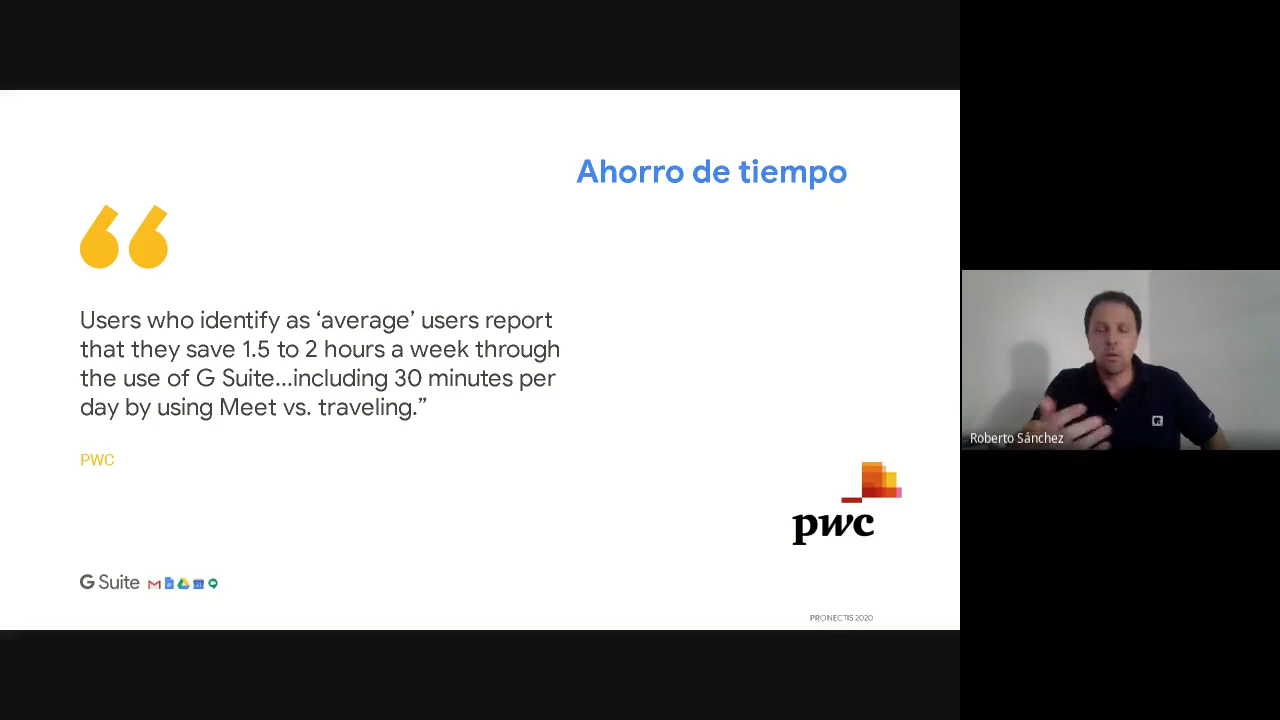 Ahorro de tiempo
Users who identify as ‘average’ users report
that they save 1.5 to 2 hours a week through
the use of G Suite...including 30 minutes per
day by using Meet vs. traveling.”
PWC
pwc
G Suite
PROINECTIS 2020
Roberto Sánchez